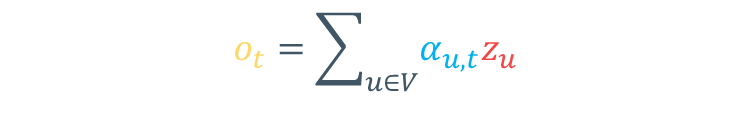 o_t = ∑_{u∈V} α_{u,t} z_u